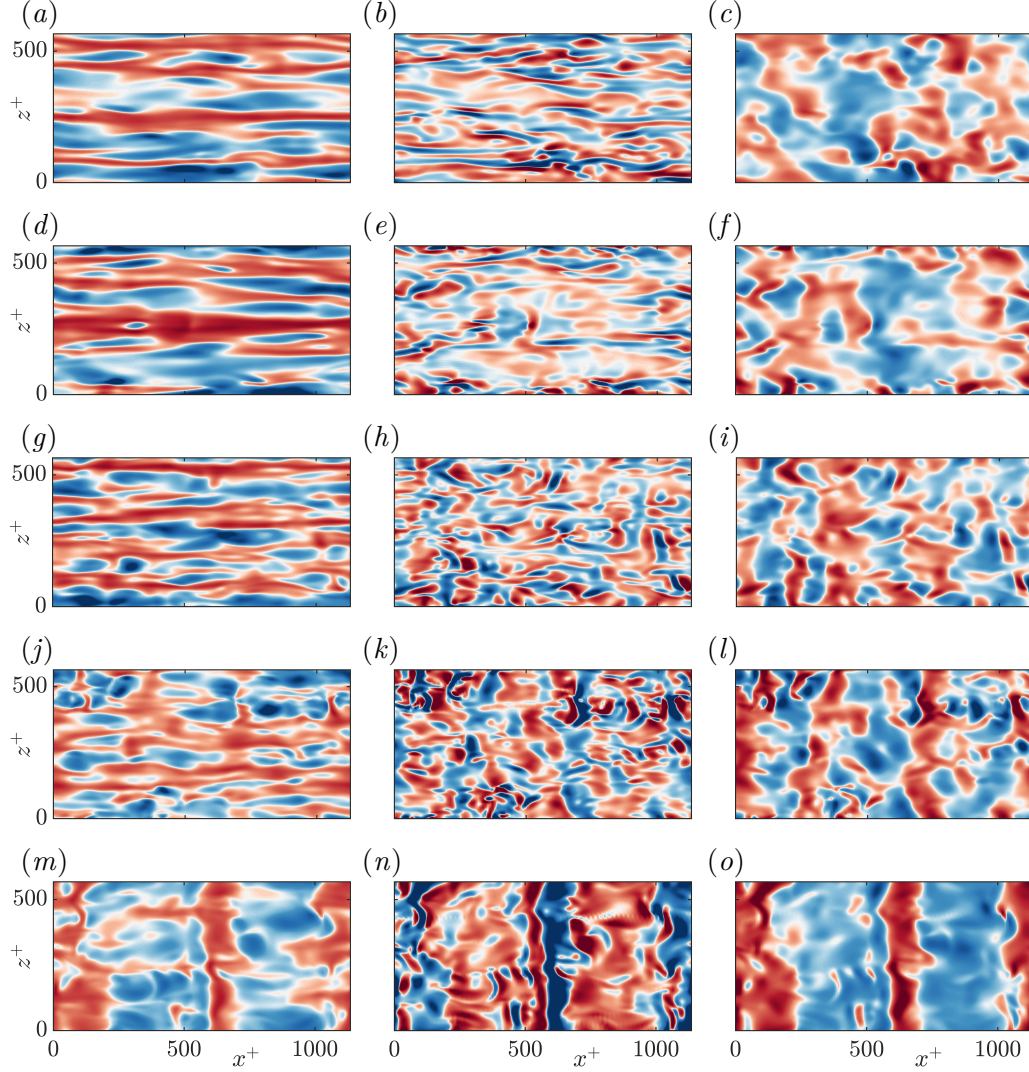 (a) (b) (c)
500
z+
0
(d) (e) (f)
500
z+
0
(g) (h) (i)
500
z+
0
(j) (k) (l)
500
z+
0
(m) (n) (o)
500
z+
0
0 500 1000 0 500 1000 0 500 1000
x+ x+ x+